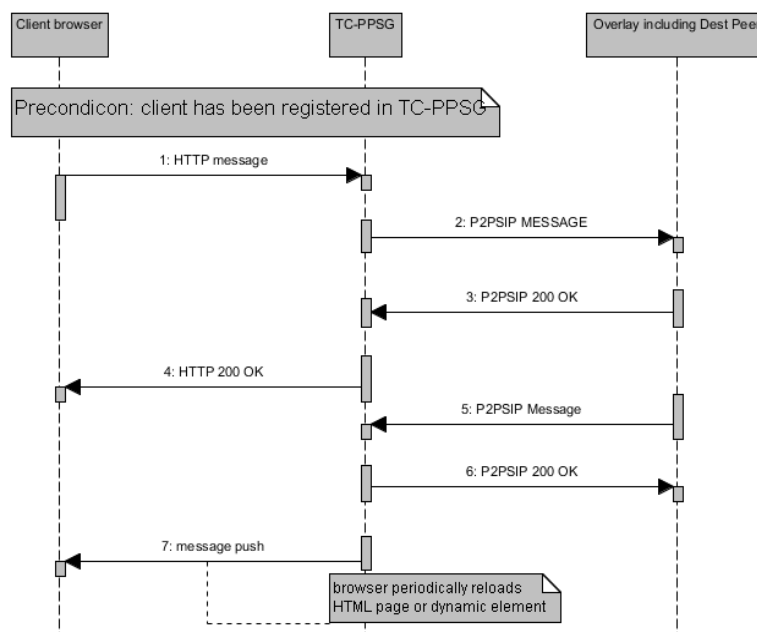 Client browser
TC-PPSG
Overlay including Dest Peer
Precondicon: client has been registered in TC-PPSG
1: HTTP message
2: P2PSIP MESSAGE
3: P2PSIP 200 OK
4: HTTP 200 OK
5: P2PSIP Message
6: P2PSIP 200 OK
7: message push
browser periodically reloads
HTML page or dynamic element